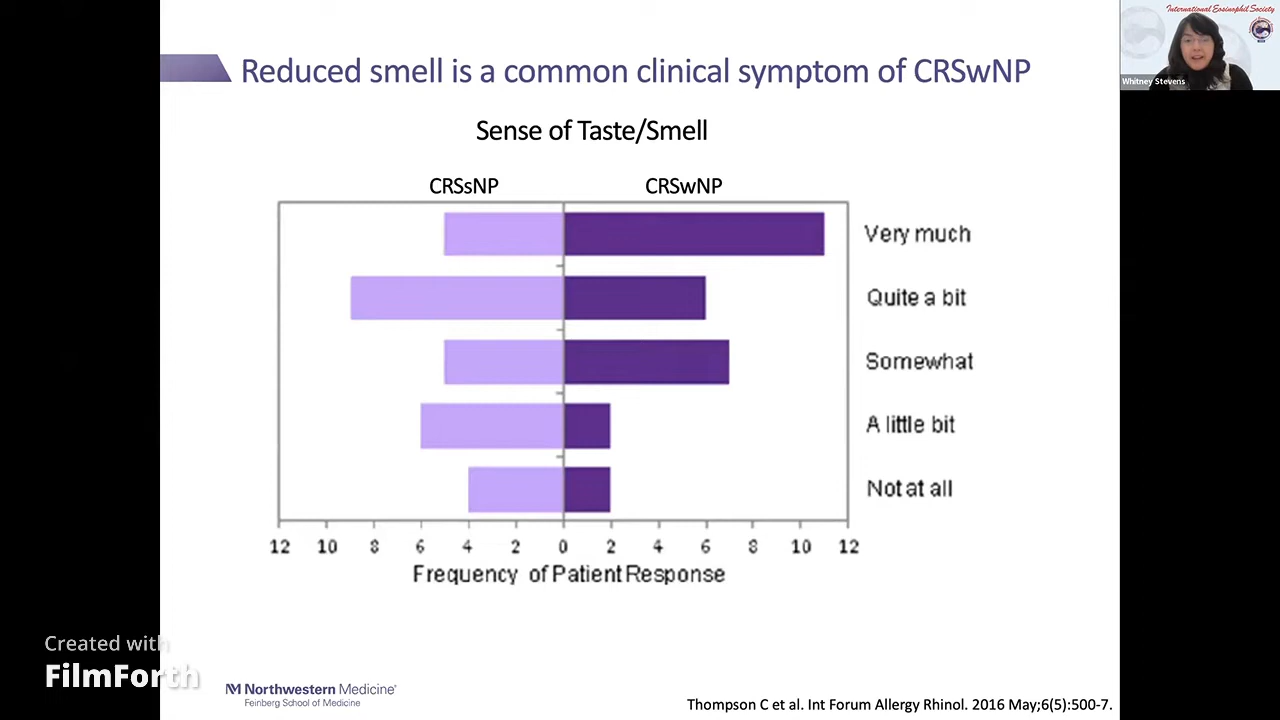 International Eosinophil Society
Whitney Stevens
Reduced smell is a common clinical symptom of CRSwNP
Sense of Taste/Smell
CRSsNP CRSwNP
Very much
Quite a bit
Somewhat
A little bit
Not at all
12 10 8 6 4 2 0 2 4 6 8 10 12
Frequency of Patient Response
Created with
FilmForth
Northwestern Medicine®
Feinberg School of Medicine
Thompson C et al. Int Forum Allergy Rhinol. 2016 May;6(5):500-7.